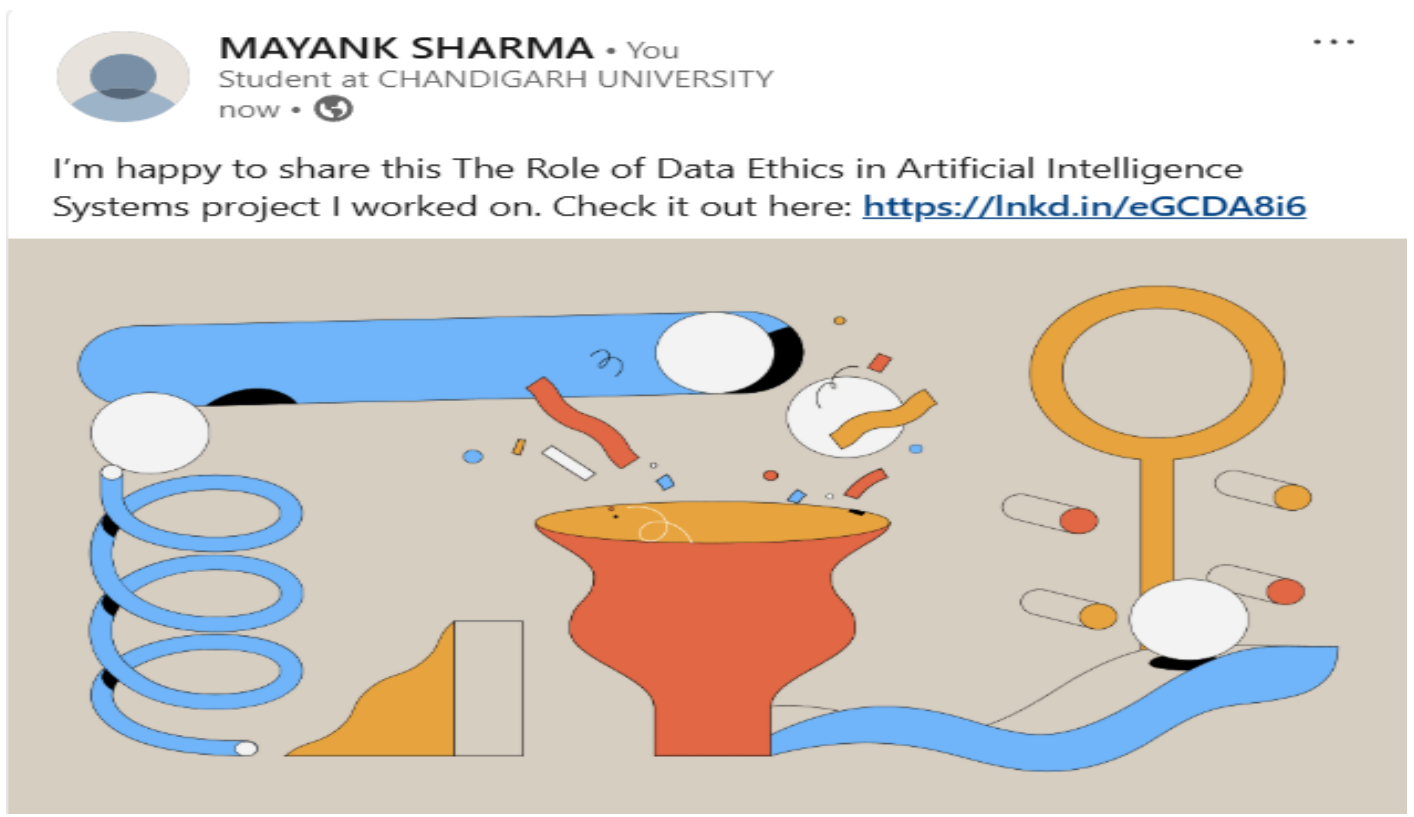 MAYANK SHARMA • You
Student at CHANDIGARH UNIVERSITY
now •
I’m happy to share this The Role of Data Ethics in Artificial Intelligence
Systems project I worked on. Check it out here: https://lnkd.in/eGCDA8i6